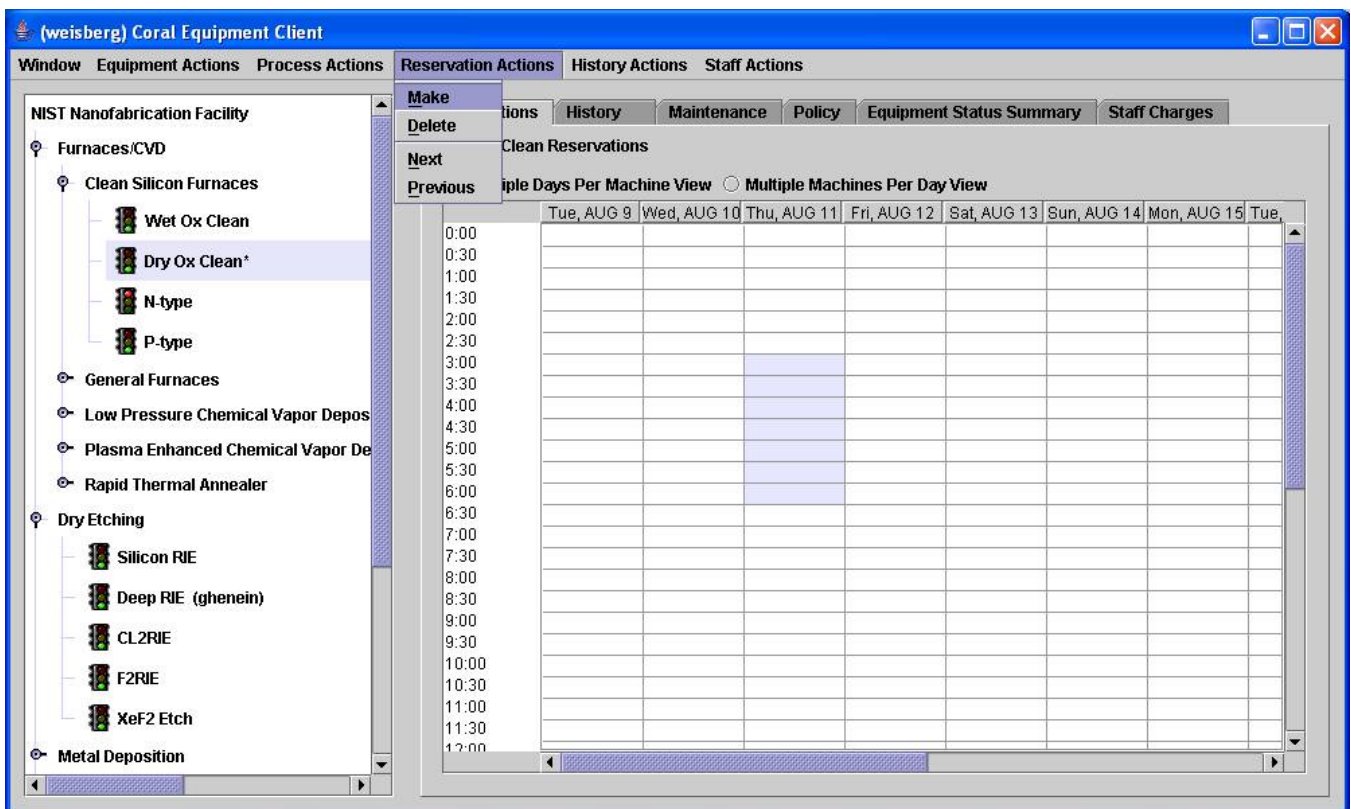 (weisberg) Coral Equipment Client
Window Equipment Actions Process Actions Reservation Actions History Actions Staff Actions
Make
Delete
Next
Previous
NIST Nanofabrication Facility
Furnaces/CVD
Clean Silicon Furnaces
Wet Ox Clean
Dry Ox Clean*
N-type
P-type
General Furnaces
Low Pressure Chemical Vapor Depos
Plasma Enhanced Chemical Vapor De
Rapid Thermal Annealer
Dry Etching
Silicon RIE
Deep RIE (ghenein)
CL2RIE
F2RIE
XeF2 Etch
Metal Deposition
tions History Maintenance Policy Equipment Status Summary Staff Charges
Clean Reservations
iple Days Per Machine View Multiple Machines Per Day View
Tue, AUG 9 Wed, AUG 10 Thu, AUG 11 Fri, AUG 12 Sat, AUG 13 Sun, AUG 14 Mon, AUG 15 Tue,
0:00
0:30
1:00
1:30
2:00
2:30
3:00
3:30
4:00
4:30
5:00
5:30
6:00
6:30
7:00
7:30
8:00
8:30
9:00
9:30
10:00
10:30
11:00
11:30
12:00